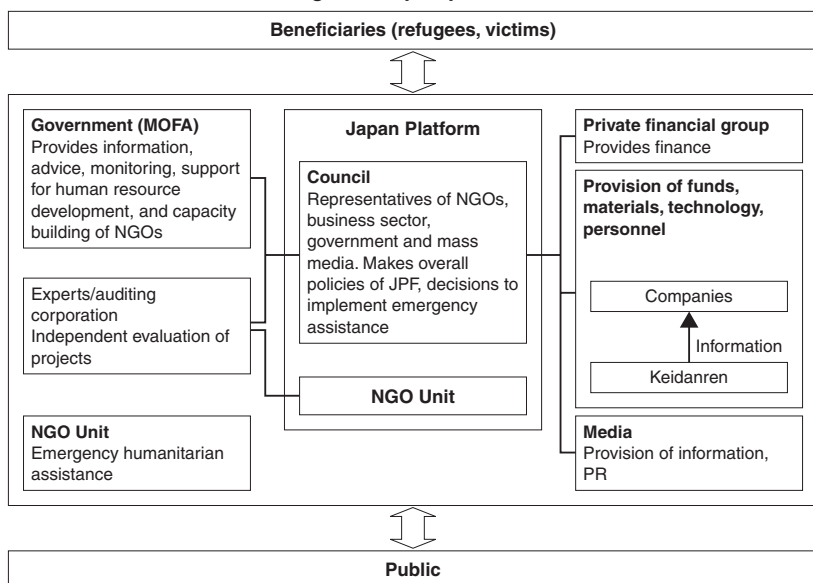 Beneficiaries (refugees, victims)
Government (MOFA)
Provides information,
advice, monitoring, support
for human resource
development, and capacity
building of NGOs
Experts/auditing
corporation
Independent evaluation of
projects
NGO Unit
Emergency humanitarian
assistance
Japan Platform
Council
Representatives of NGOs,
business sector,
government and mass
media. Makes overall
policies of JPF, decisions to
implement emergency
assistance
NGO Unit
Private financial group
Provides finance
Provision of funds,
materials, technology,
personnel
Companies
Information
Keidanren
Media
Provision of information,
PR
Public